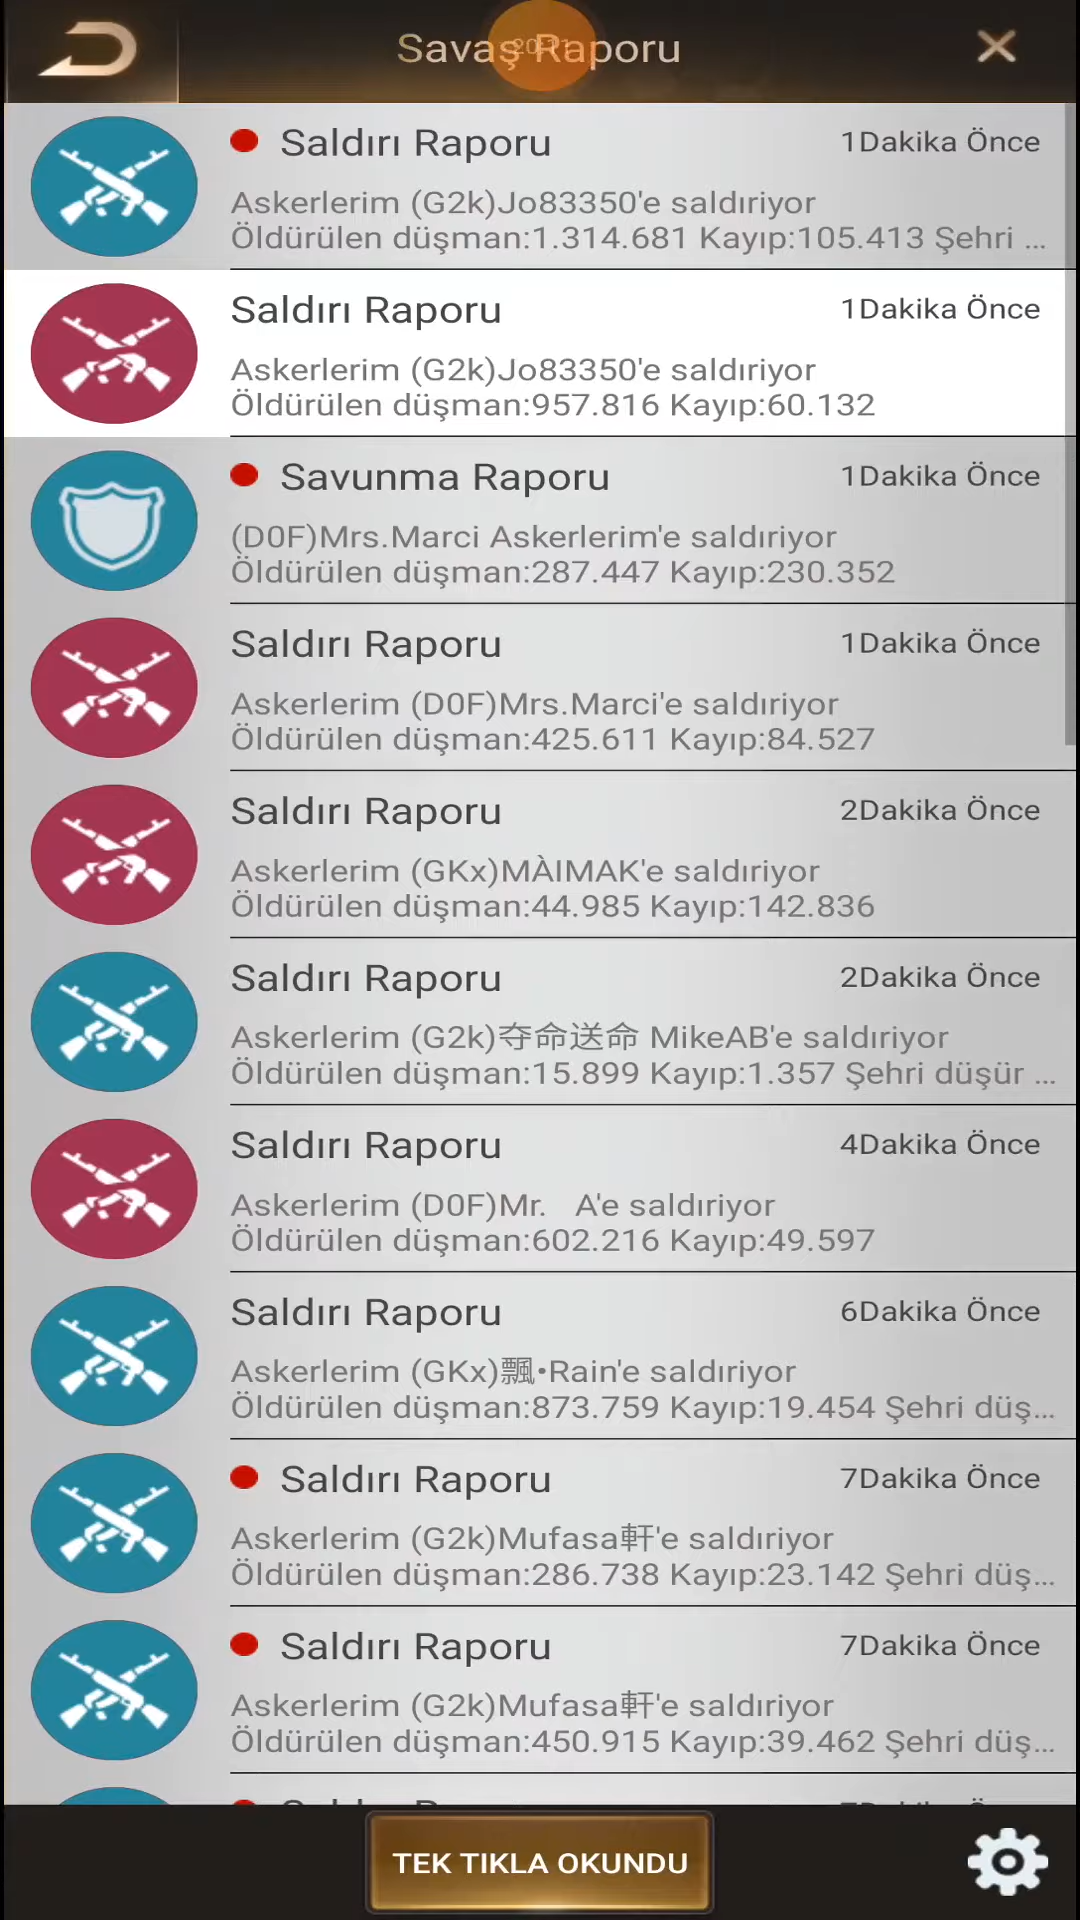 Savaş Raporu
Saldırı Raporu
1Dakika Önce
Askerlerim (G2k)Jo83350'e saldırıyor
Öldürülen düşman:1.314.681 Kayıp:105.413 Şehri ...
Saldırı Raporu
1Dakika Önce
Askerlerim (G2k)Jo83350'e saldırıyor
Öldürülen düşman:957.816 Kayıp:60.132
Savunma Raporu
1Dakika Önce
(D0F)Mrs.Marci Askerlerim'e saldırıyor
Öldürülen düşman:287.447 Kayıp:230.352
Saldırı Raporu
1Dakika Önce
Askerlerim (D0F)Mrs.Marci'e saldırıyor
Öldürülen düşman:425.611 Kayıp:84.527
Saldırı Raporu
2Dakika Önce
Askerlerim (GKx)MÀIMAK'e saldırıyor
Öldürülen düşman:44.985 Kayıp:142.836
Saldırı Raporu
2Dakika Önce
Askerlerim (G2k)夺命送命 MikeAB'e saldırıyor
Öldürülen düşman:15.899 Kayıp:1.357 Şehri düşür ...
Saldırı Raporu
4Dakika Önce
Askerlerim (D0F)Mr. A'e saldırıyor
Öldürülen düşman:602.216 Kayıp:49.597
Saldırı Raporu
6Dakika Önce
Askerlerim (GKx)飄•Rain'e saldırıyor
Öldürülen düşman:873.759 Kayıp:19.454 Şehri düş...
Saldırı Raporu
7Dakika Önce
Askerlerim (G2k)Mufasa軒'e saldırıyor
Öldürülen düşman:286.738 Kayıp:23.142 Şehri düş...
Saldırı Raporu
7Dakika Önce
Askerlerim (G2k)Mufasa軒'e saldırıyor
Öldürülen düşman:450.915 Kayıp:39.462 Şehri düş...
TEK TIKLA OKUNDU